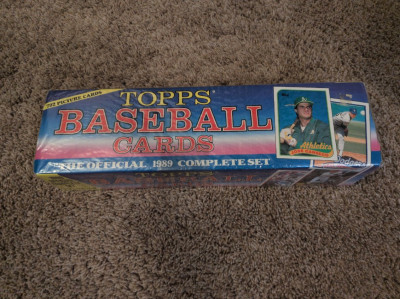 792 PICTURE CARDS
TOPPS
BASEBALL
CARDS
THE OFFICIAL 1989 COMPLETE SET
Athletics